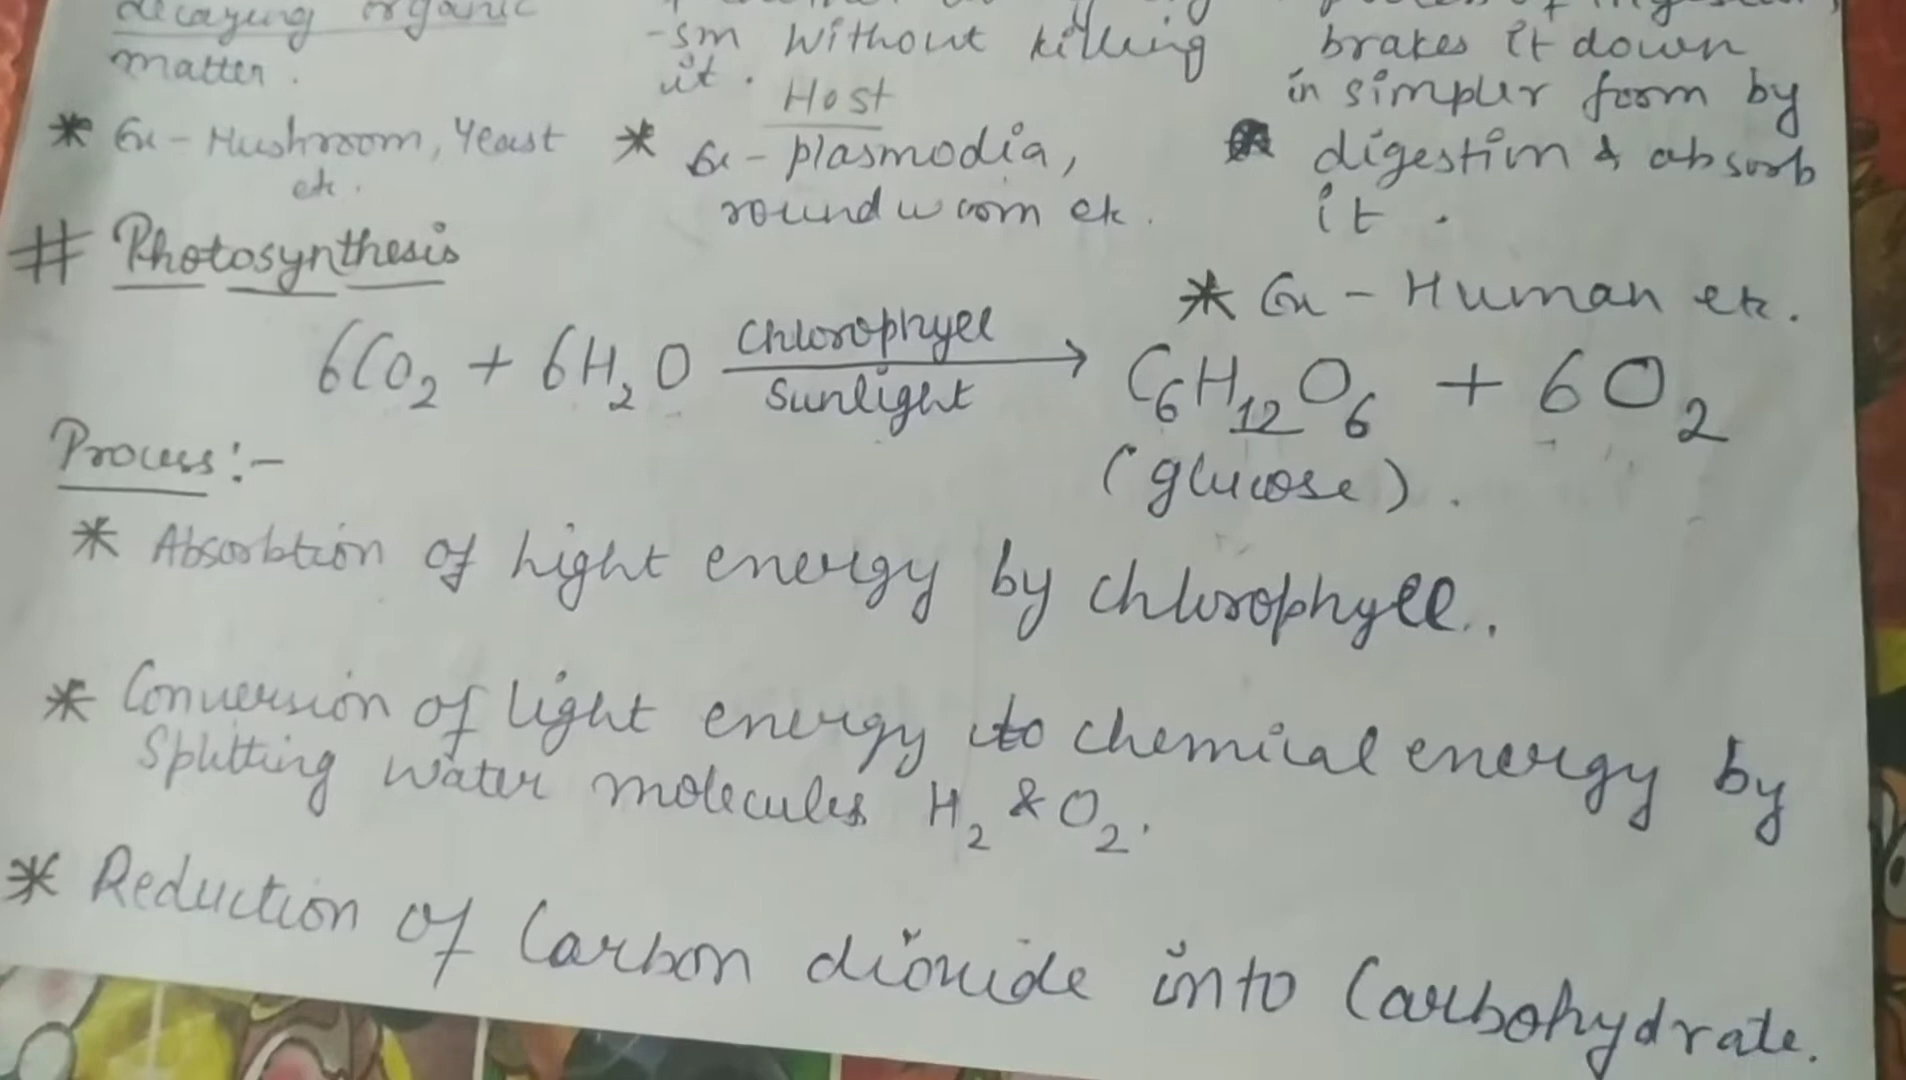 decaying organic
matter.
* Ex - Mushroom, Yeast
etc.
-sm without killing
it.
Host
* Ex - plasmodia,
roundworm etc.
brakes it down
in simpler form by
digestion & absorb
it.
* Ex - Human etc.
# Photosynthesis
6CO2 + 6H2O Chlorophyll Sunlight → C6H12O6 + 6O2
(glucose).
Process:-
* Absorbtion of light energy by chlorophyll..
* Conversion of light energy to chemical energy by
Splitting water molecules H2 & O2.
* Reduction of Carbon dioxide into Carbohydrate.